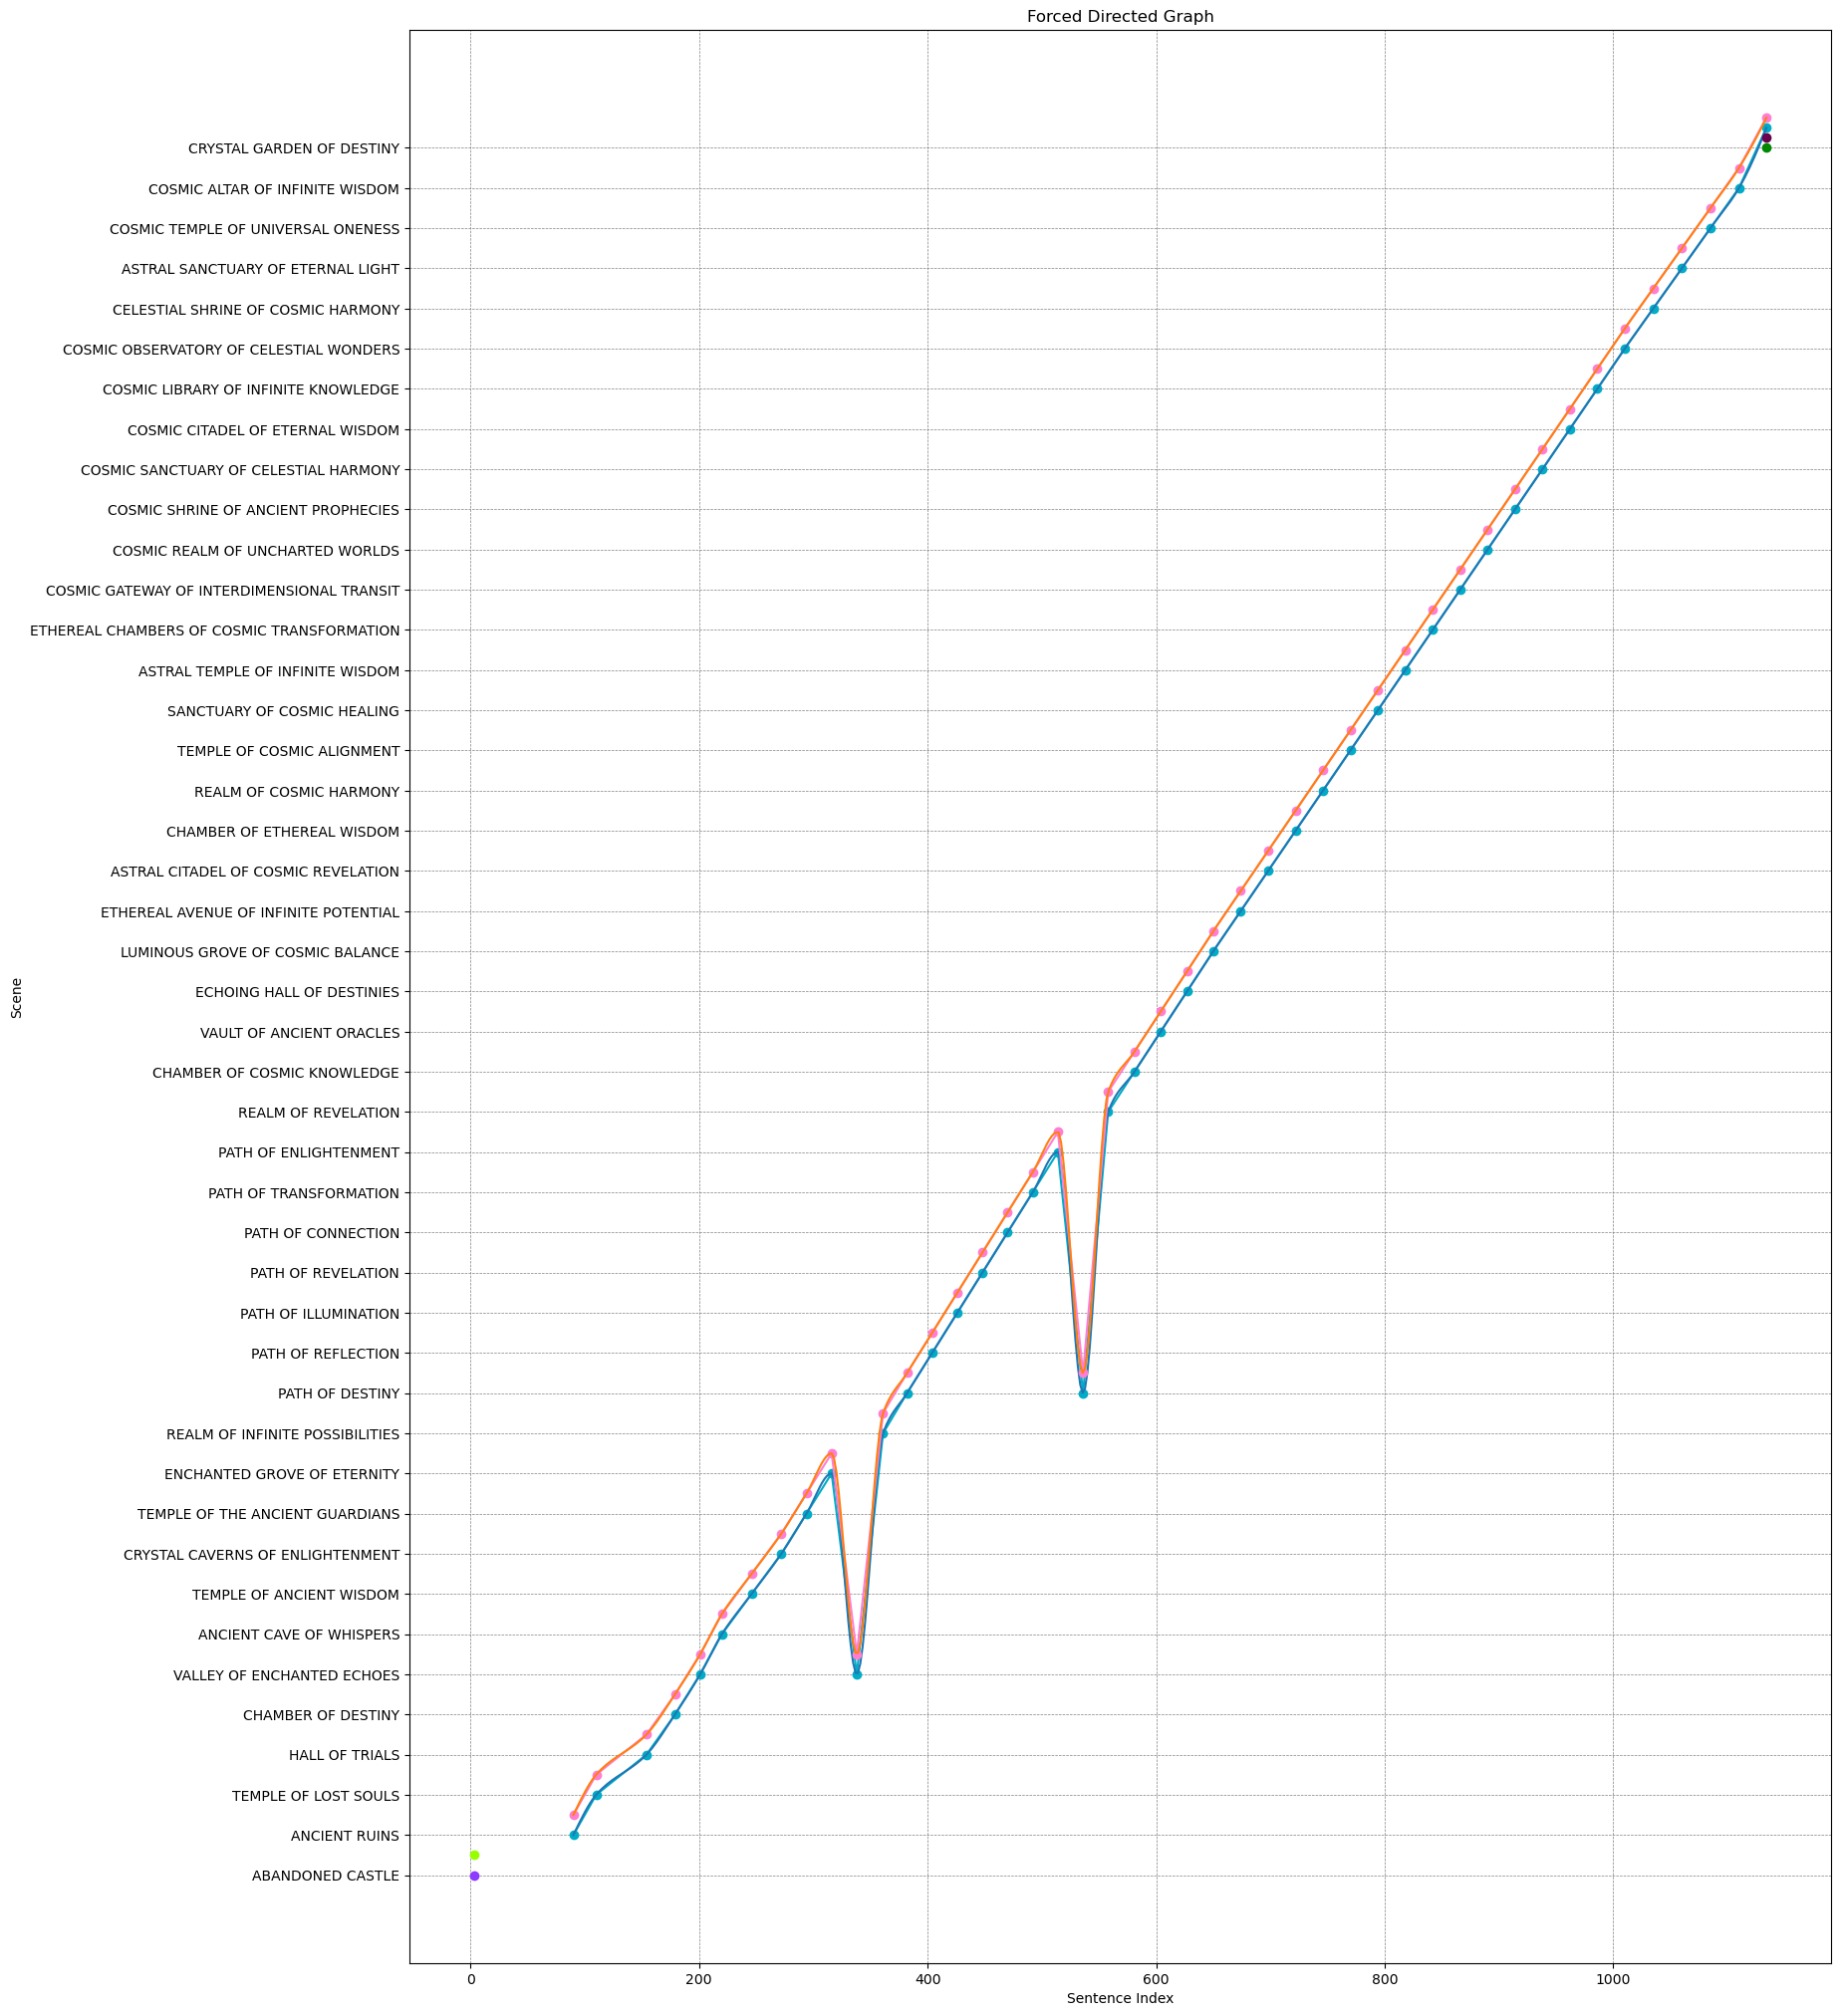 Forced Directed Graph
CRYSTAL GARDEN OF DESTINY
COSMIC ALTAR OF INFINITE WISDOM
COSMIC TEMPLE OF UNIVERSAL ONENESS
ASTRAL SANCTUARY OF ETERNAL LIGHT
CELESTIAL SHRINE OF COSMIC HARMONY
COSMIC OBSERVATORY OF CELESTIAL WONDERS
COSMIC LIBRARY OF INFINITE KNOWLEDGE
COSMIC CITADEL OF ETERNAL WISDOM
COSMIC SANCTUARY OF CELESTIAL HARMONY
COSMIC SHRINE OF ANCIENT PROPHECIES
COSMIC REALM OF UNCHARTED WORLDS
COSMIC GATEWAY OF INTERDIMENSIONAL TRANSIT
ETHEREAL CHAMBERS OF COSMIC TRANSFORMATION
ASTRAL TEMPLE OF INFINITE WISDOM
SANCTUARY OF COSMIC HEALING
TEMPLE OF COSMIC ALIGNMENT
REALM OF COSMIC HARMONY
CHAMBER OF ETHEREAL WISDOM
ASTRAL CITADEL OF COSMIC REVELATION
ETHEREAL AVENUE OF INFINITE POTENTIAL
LUMINOUS GROVE OF COSMIC BALANCE
ECHOING HALL OF DESTINIES
VAULT OF ANCIENT ORACLES
CHAMBER OF COSMIC KNOWLEDGE
REALM OF REVELATION
PATH OF ENLIGHTENMENT
PATH OF TRANSFORMATION
PATH OF CONNECTION
PATH OF REVELATION
PATH OF ILLUMINATION
PATH OF REFLECTION
PATH OF DESTINY
REALM OF INFINITE POSSIBILITIES
ENCHANTED GROVE OF ETERNITY
TEMPLE OF THE ANCIENT GUARDIANS
CRYSTAL CAVERNS OF ENLIGHTENMENT
TEMPLE OF ANCIENT WISDOM
ANCIENT CAVE OF WHISPERS
VALLEY OF ENCHANTED ECHOES
CHAMBER OF DESTINY
HALL OF TRIALS
TEMPLE OF LOST SOULS
ANCIENT RUINS
ABANDONED CASTLE
Scene
0 200 400 600 800 1000
Sentence Index